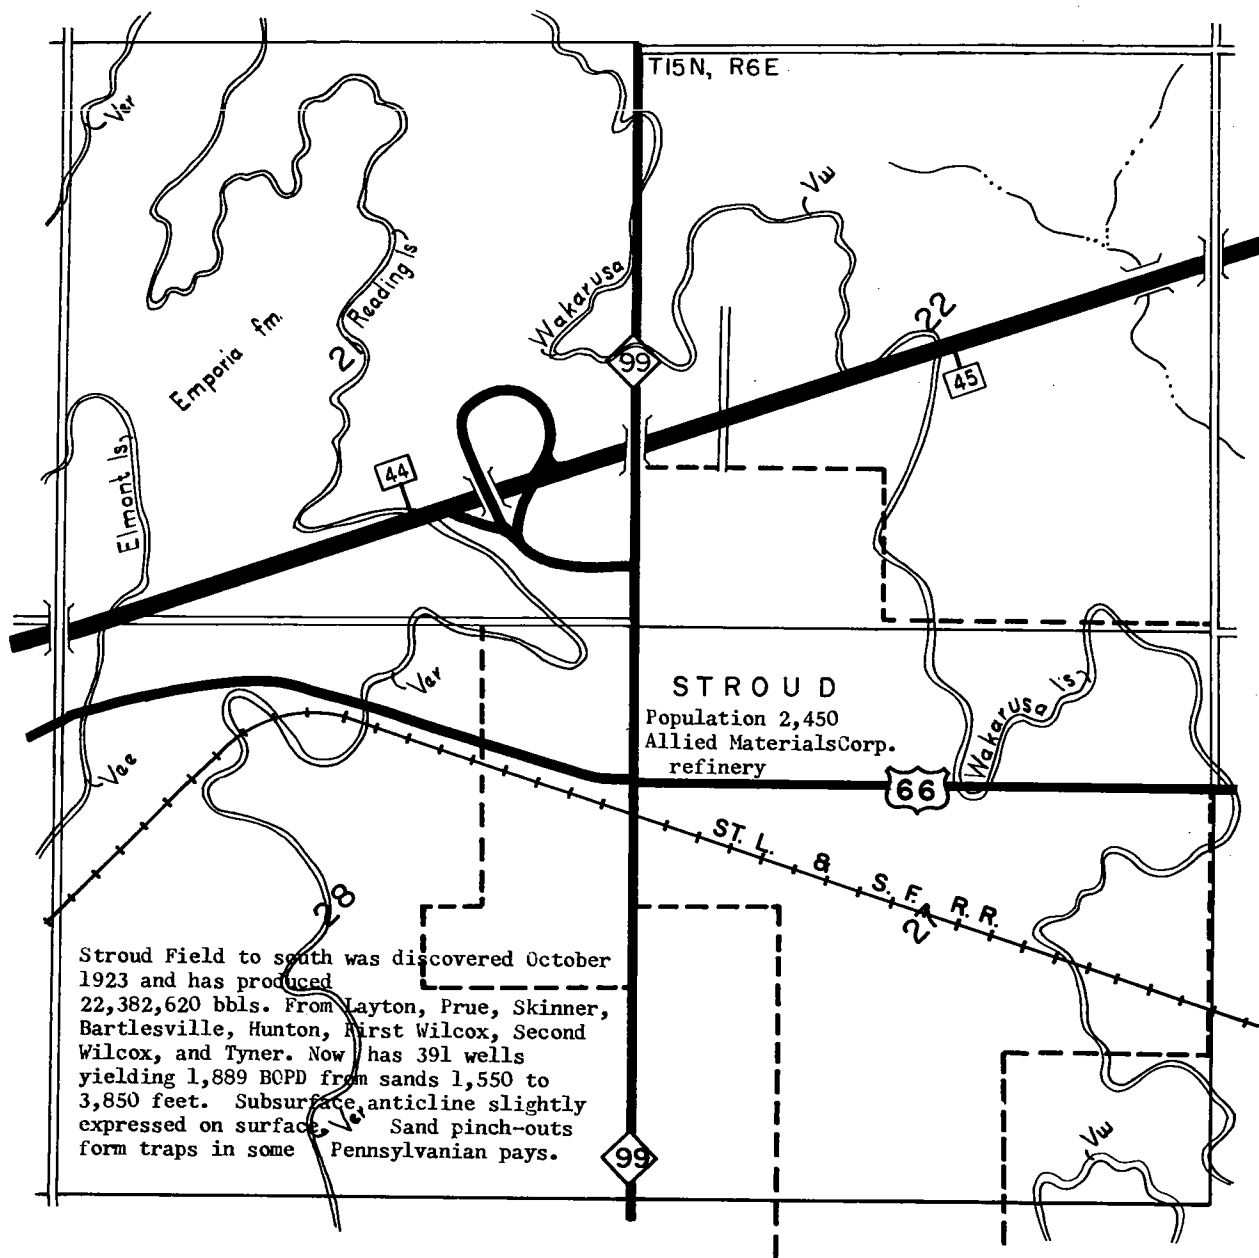 T15N, R6E
Ver
Vw
Reading ls
Wakarusa
22
Emporia fm.
21
99
45
44
Elmont ls.
STROUD
Population 2,450
Allied MaterialsCorp.
refinery
Ver
Wakarusa ls.
Vee
66
ST. L. & S. F. R. R.
28
27
Stroud Field to south was discovered October
1923 and has produced
22,382,620 bbls. From Layton, Prue, Skinner,
Bartlesville, Hunton, First Wilcox, Second
Wilcox, and Tyner. Now has 391 wells
yielding 1,889 BOPD from sands 1,550 to
3,850 feet. Subsurface anticline slightly
expressed on surface. Sand pinch-outs
form traps in some Pennsylvanian pays.
Ver
Vw
99